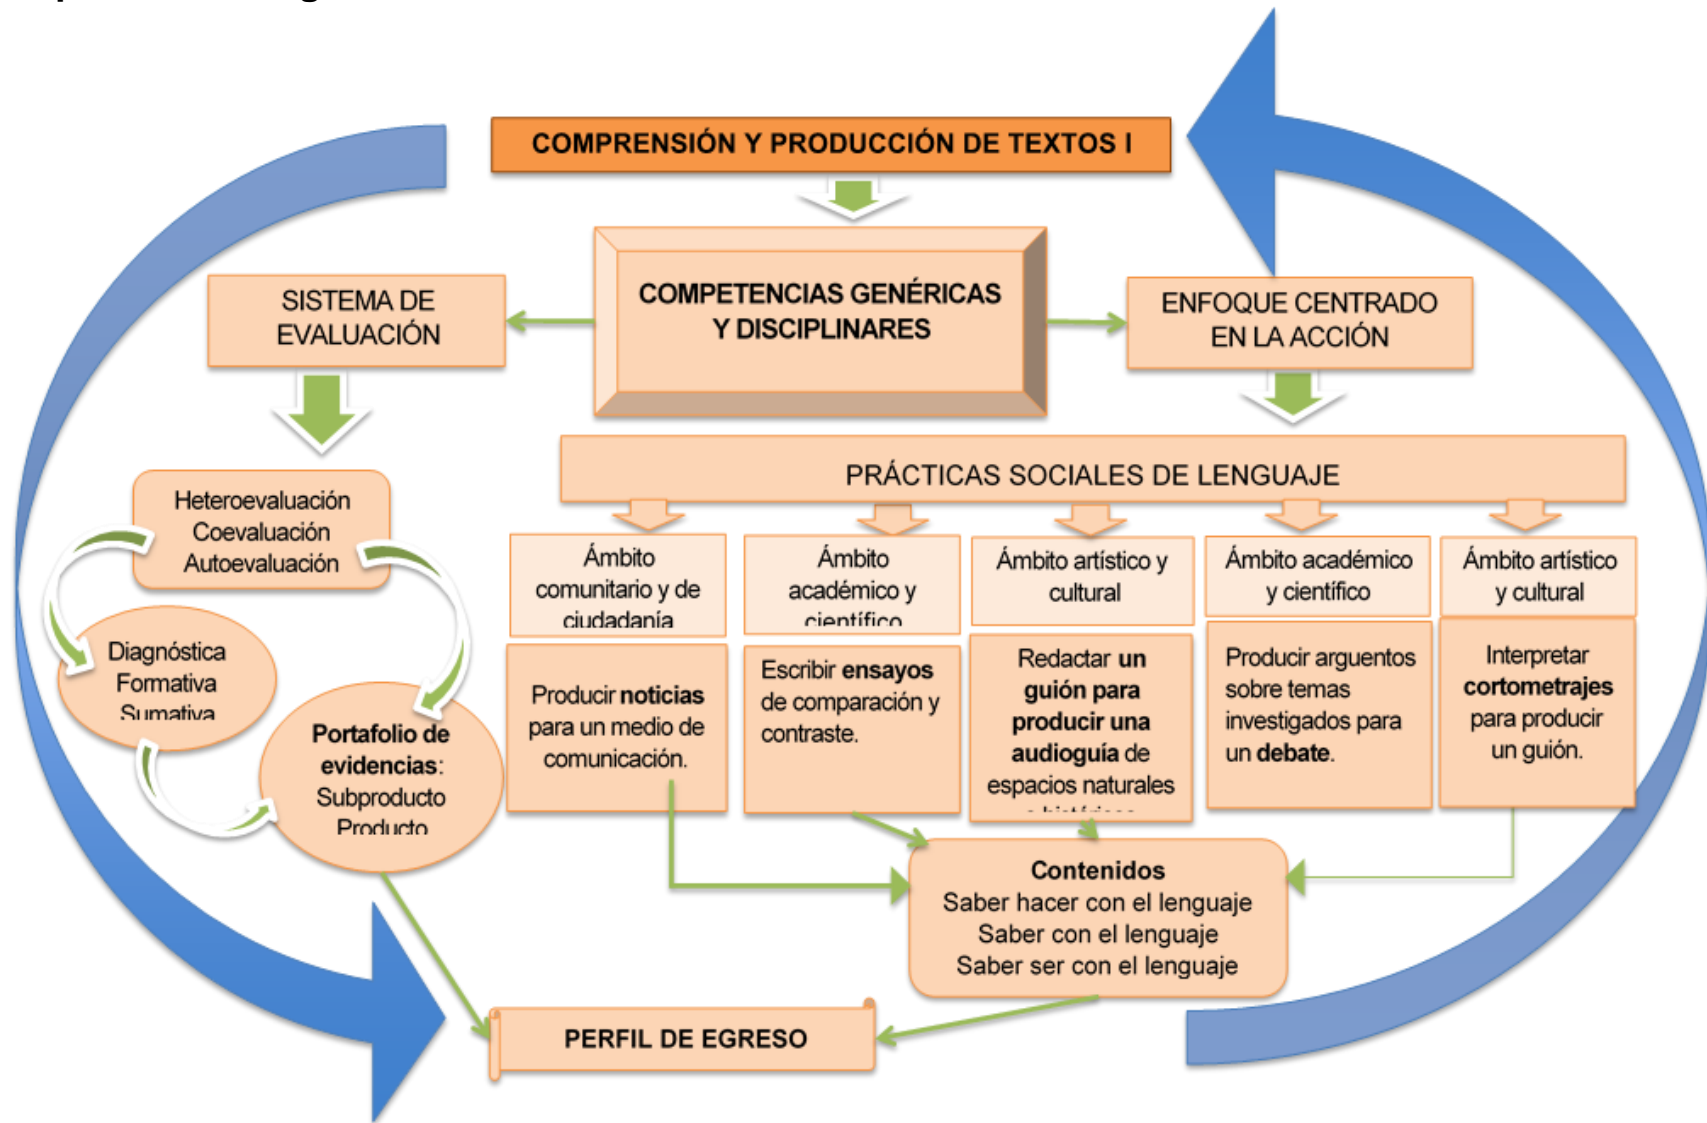 COMPRENSIÓN Y PRODUCCIÓN DE TEXTOS I
COMPETENCIAS GENÉRICAS
Y DISCIPLINARES
SISTEMA DE
EVALUACIÓN
ENFOQUE CENTRADO
EN LA ACCIÓN
Heteroevaluación
Coevaluación
Autoevaluación
Diagnóstica
Formativa
Sumativa
Portafolio de
evidencias:
Subproducto
Producto
PRÁCTICAS SOCIALES DE LENGUAJE
Ámbito
comunitario y de
ciudadanía
Producir noticias
para un medio de
comunicación.
Ámbito
académico y
científico
Escribir ensayos
de comparación y
contraste.
Ámbito artístico y
cultural
Redactar un
guión para
producir una
audioguía de
espacios naturales
Ámbito académico
y científico
Producir arguentos
sobre temas
investigados para
un debate.
Ámbito artístico
y cultural
Interpretar
cortometrajes
para producir
un guión.
Contenidos
Saber hacer con el lenguaje
Saber con el lenguaje
Saber ser con el lenguaje
PERFIL DE EGRESO